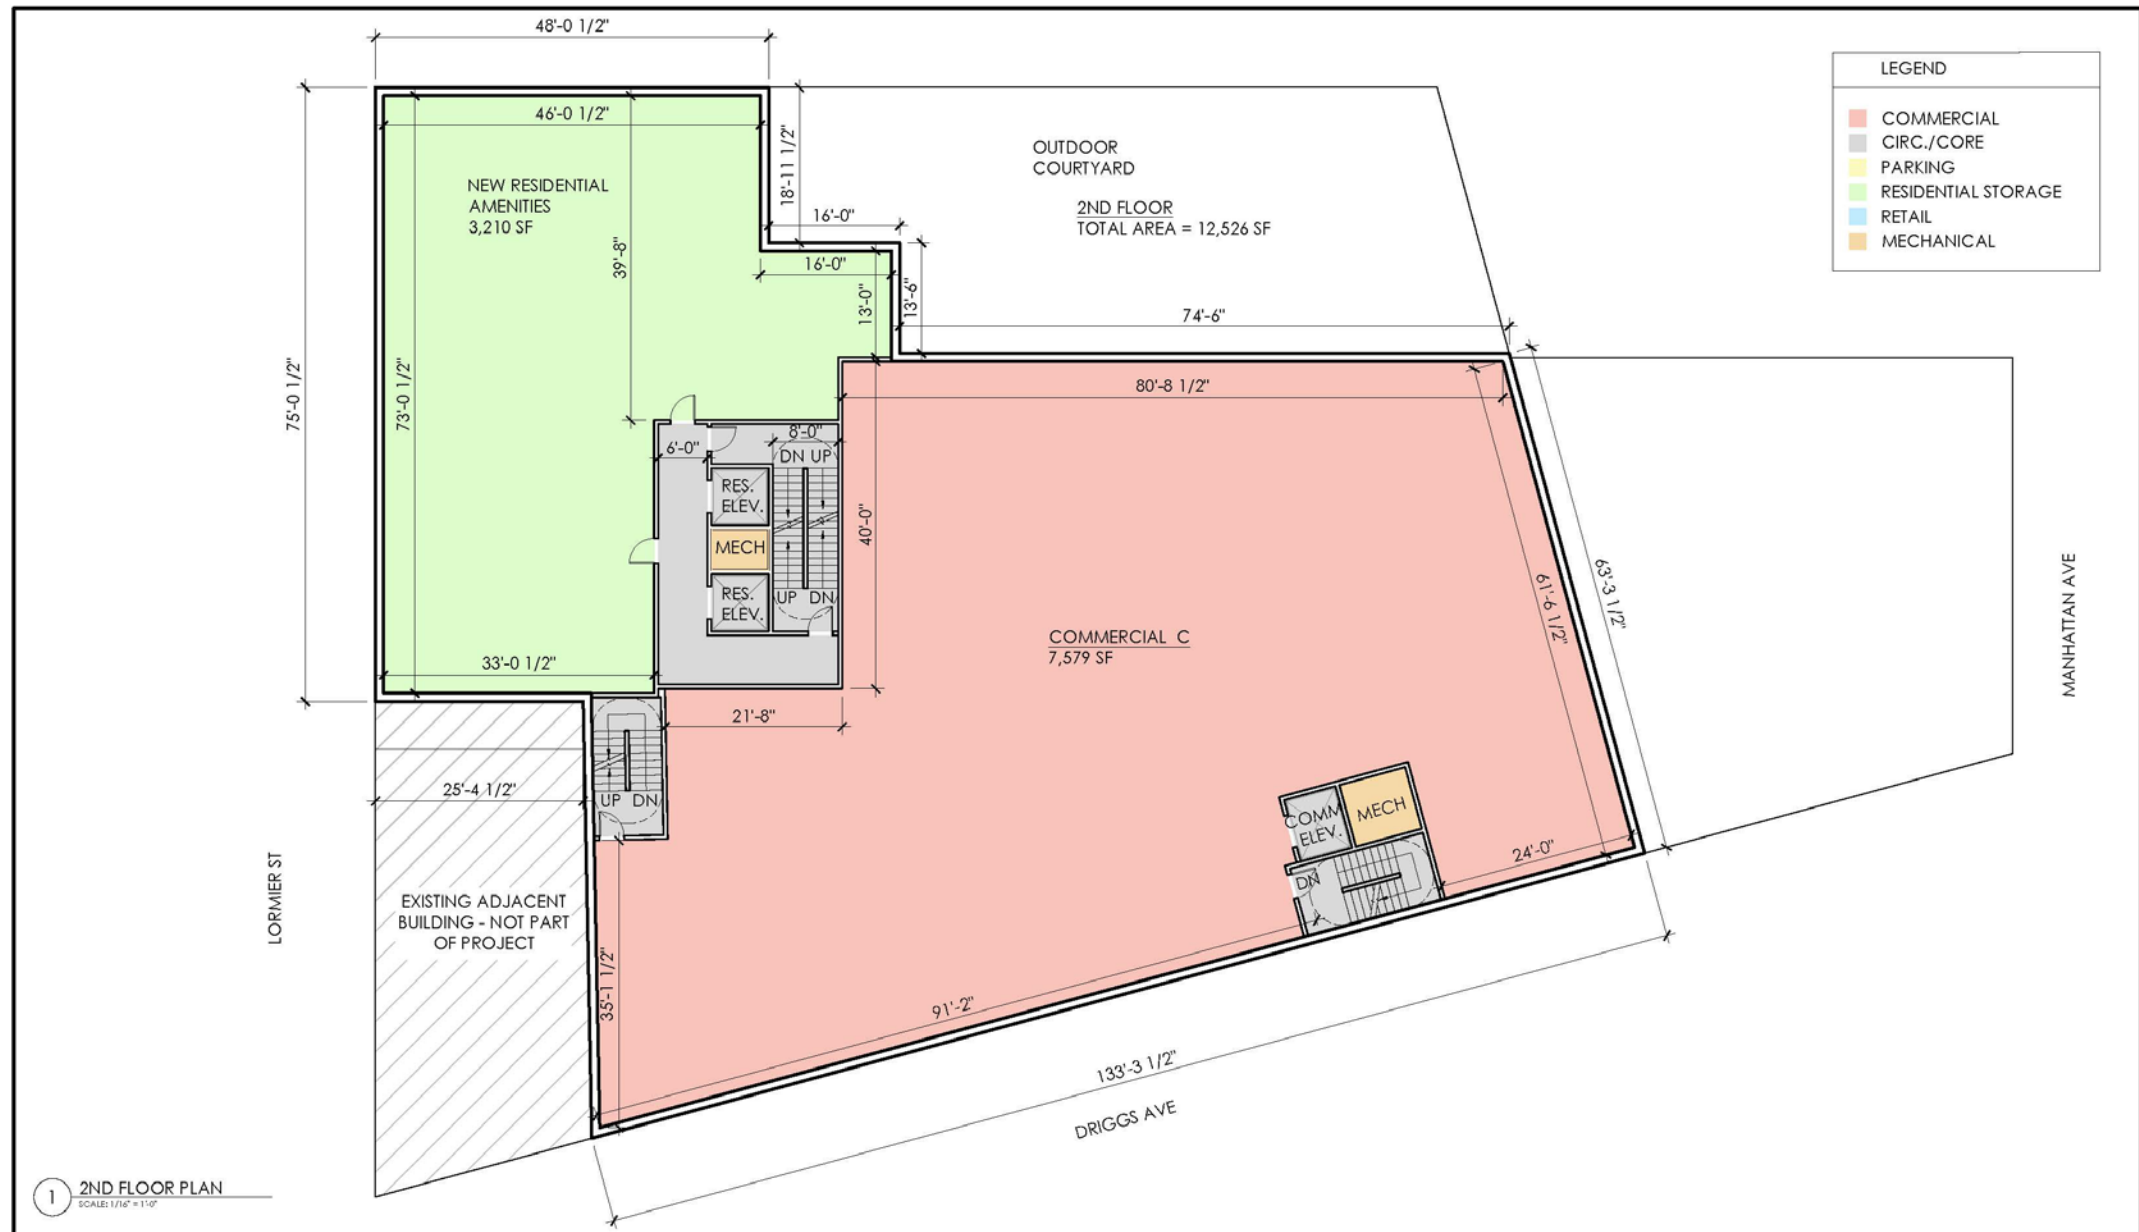 48'-0 1/2"
LEGEND
COMMERCIAL
CIRC./CORE
PARKING
RESIDENTIAL STORAGE
RETAIL
MECHANICAL
46'-0 1/2"
18'-11 1/2"
OUTDOOR
COURTYARD
2ND FLOOR
TOTAL AREA = 12,526 SF
NEW RESIDENTIAL
AMENITIES
3,210 SF
16'-0"
39'-8"
16'-0"
13'-0"
13'-6"
74'-6"
75'-0 1/2"
73'-0 1/2"
80'-8 1/2"
8'-0"
6'-0"
DN UP
RES.
ELEV.
MECH
40'-0"
RES.
ELEV.
UP DN
61'-6 1/2"
63'-3 1/2"
MANHATTAN AVE
COMMERCIAL C
7,579 SF
33'-0 1/2"
21'-8"
25'-4 1/2"
UP DN
COMM
ELEV.
MECH
24'-0"
DN
LORMIER ST
EXISTING ADJACENT
BUILDING - NOT PART
OF PROJECT
35'-1 1/2"
91'-2"
133'-3 1/2"
DRIGGS AVE
1
2ND FLOOR PLAN
SCALE: 1/16" = 1'-0"